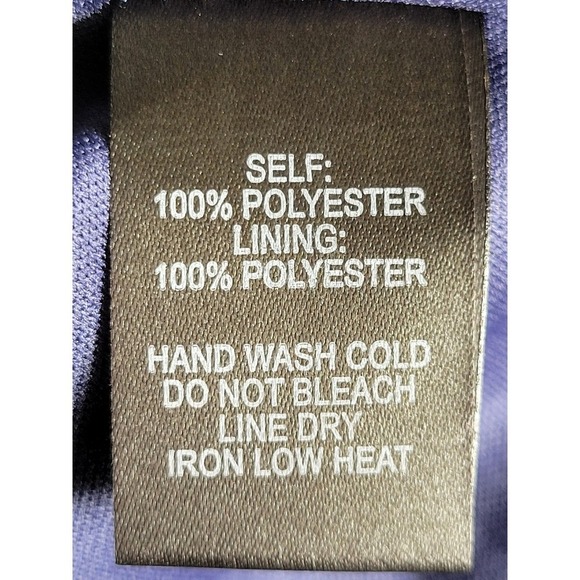 SELF:
100% POLYESTER
LINING:
100% POLYESTER
HAND WASH COLD
DO NOT BLEACH
LINE DRY
IRON LOW HEAT